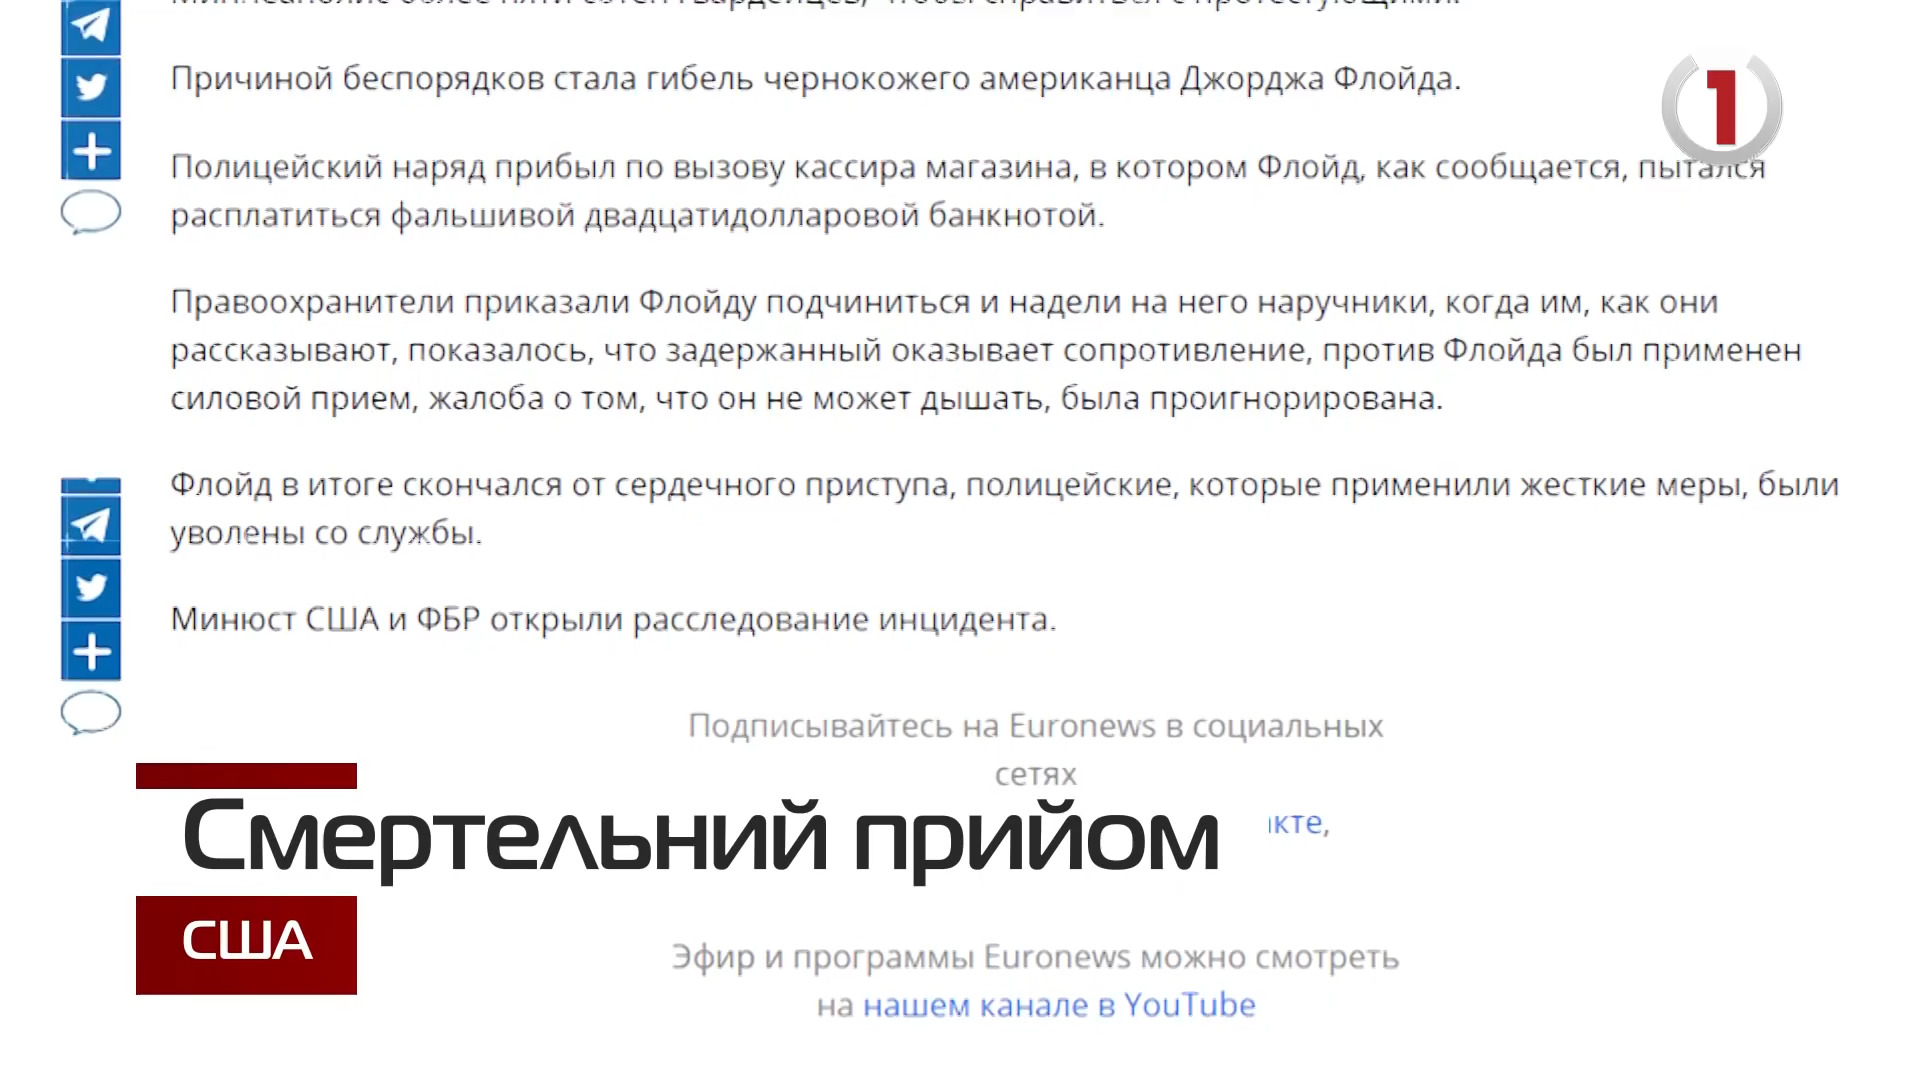 Причиной беспорядков стала гибель чернокожего американца Джорджа Флойда.
1
Полицейский наряд прибыл по вызову кассира магазина, в котором Флойд, как сообщается, пытался
расплатиться фальшивой двадцатидолларовой банкнотой.
Правоохранители приказали Флойду подчиниться и надели на него наручники, когда им, как они
рассказывают, показалось, что задержанный оказывает сопротивление, против Флойда был применен
силовой прием, жалоба о том, что он не может дышать, была проигнорирована.
Флойд в итоге скончался от сердечного приступа, полицейские, которые применили жесткие меры, были
уволены со службы.
Минюст США и ФБР открыли расследование инцидента.
Подписывайтесь на Euronews в социальных
сетях
кте,
Смертельний прийом
США
Эфир и программы Euronews можно смотреть
на нашем канале в YouTube